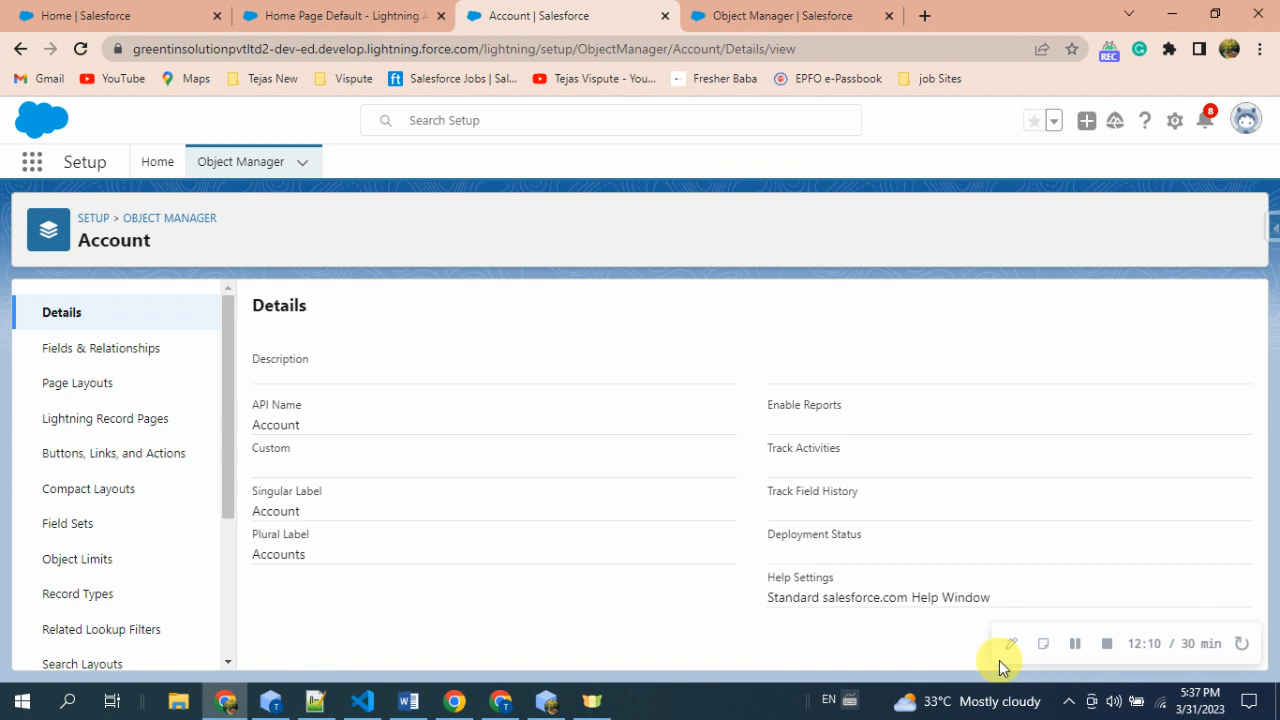 Home | Salesforce
Home Page Default - Lightning A
Account | Salesforce
Object Manager | Salesforce
greentinsolutionpvtltd2-dev-ed.develop.lightning.force.com/lightning/setup/ObjectManager/Account/Details/view
REC
Gmail
YouTube
Maps
Tejas New
Vispute
Salesforce Jobs | Sal...
Tejas Vispute - You...
Fresher Baba
EPFO e-Passbook
job Sites
Search Setup
8
Setup
Home
Object Manager
SETUP > OBJECT MANAGER
Account
Details
Fields & Relationships
Page Layouts
Lightning Record Pages
Buttons, Links, and Actions
Compact Layouts
Field Sets
Object Limits
Record Types
Related Lookup Filters
Search Layouts
Details
Description
API Name
Account
Custom
Singular Label
Account
Plural Label
Accounts
Enable Reports
Track Activities
Track Field History
Deployment Status
Help Settings
Standard salesforce.com Help Window
12:10 / 30 min
EN
33°C Mostly cloudy
5:37 PM
3/31/2023